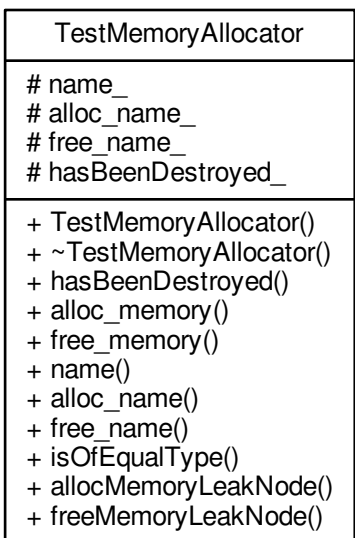 TestMemoryAllocator
# name_
# alloc_name_
# free_name_
# hasBeenDestroyed_
+ TestMemoryAllocator()
+ ~TestMemoryAllocator()
+ hasBeenDestroyed()
+ alloc_memory()
+ free_memory()
+ name()
+ alloc_name()
+ free_name()
+ isOfEqualType()
+ allocMemoryLeakNode()
+ freeMemoryLeakNode()